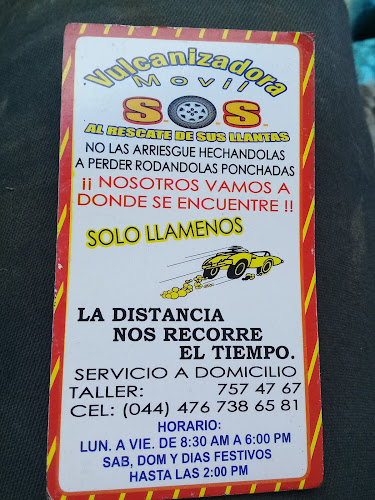 Vulcanizadora
Movil
S.O.S.
AL RESCATE DE SUS LLANTAS
NO LAS ARRIESGUE HECHANDOLAS
A PERDER RODANDOLAS PONCHADAS
¡¡ NOSOTROS VAMOS A
DONDE SE ENCUENTRE !!
SOLO LLAMENOS
LA DISTANCIA
NOS RECORRE
EL TIEMPO.
SERVICIO A DOMICILIO
TALLER: 757 47 67
CEL: (044) 476 738 65 81
HORARIO:
LUN. A VIE. DE 8:30 AM A 6:00 PM
SAB, DOM Y DIAS FESTIVOS
HASTA LAS 2:00 PM